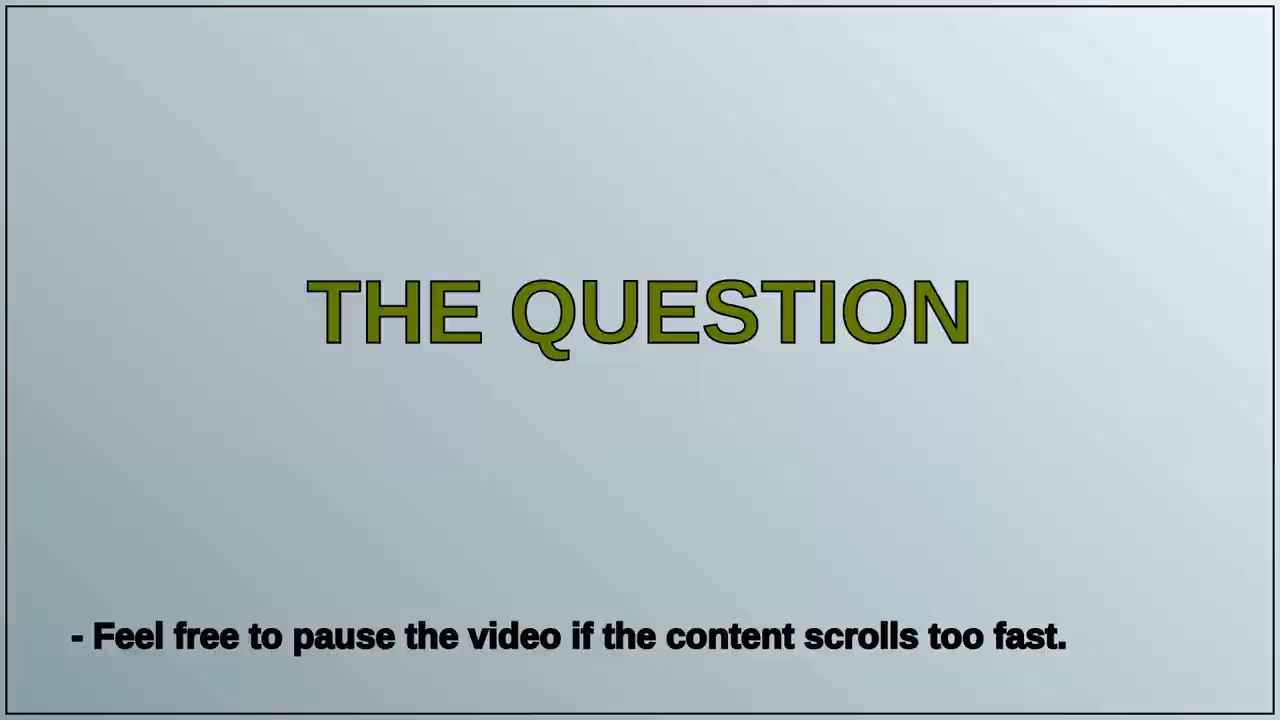 THE QUESTION
- Feel free to pause the video if the content scrolls too fast.